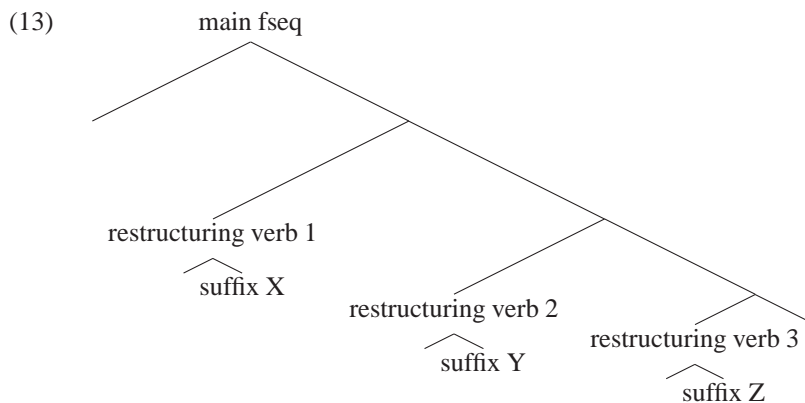 (13) main fseq
restructuring verb 1
suffix X
restructuring verb 2
suffix Y
restructuring verb 3
suffix Z